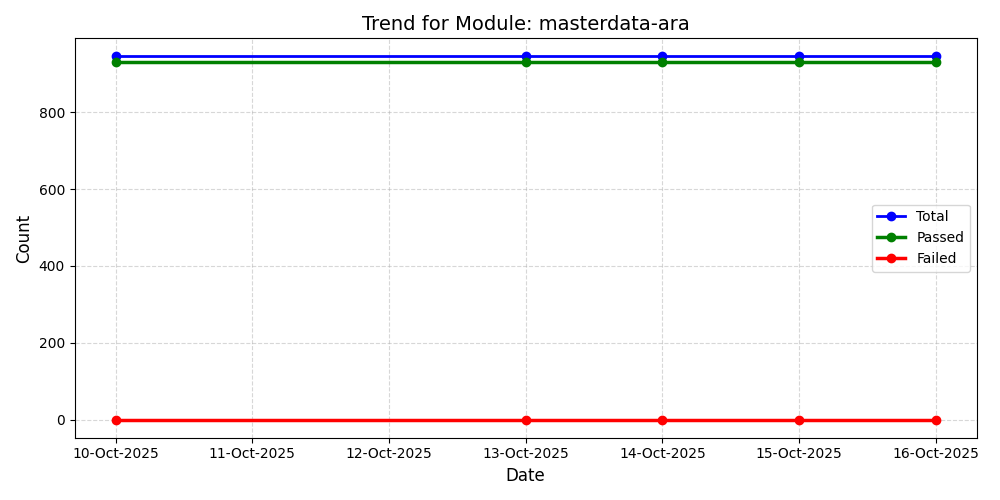 Trend for Module: masterdata-ara
Count
800
600
400
200
0
Total
Passed
Failed
10-Oct-2025 11-Oct-2025 12-Oct-2025 13-Oct-2025 14-Oct-2025 15-Oct-2025 16-Oct-2025
Date